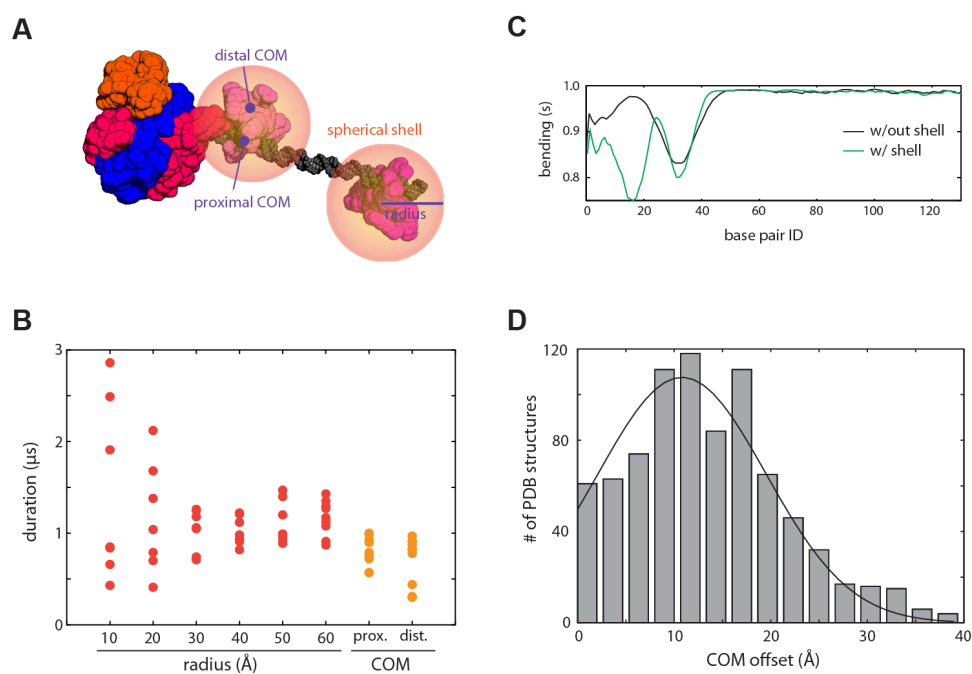 A
distal COM
spherical shell
proximal COM
radius
C
bending (s)
1.0
0.9
0.8
w/out shell
w/ shell
0 20 40 60 80 100 120
base pair ID
B
duration (μs)
3
2
1
0
10 20 30 40 50 60 prox. dist.
radius (Å) COM
D
# of PDB structures
120
80
40
0
0 10 20 30 40
COM offset (Å)